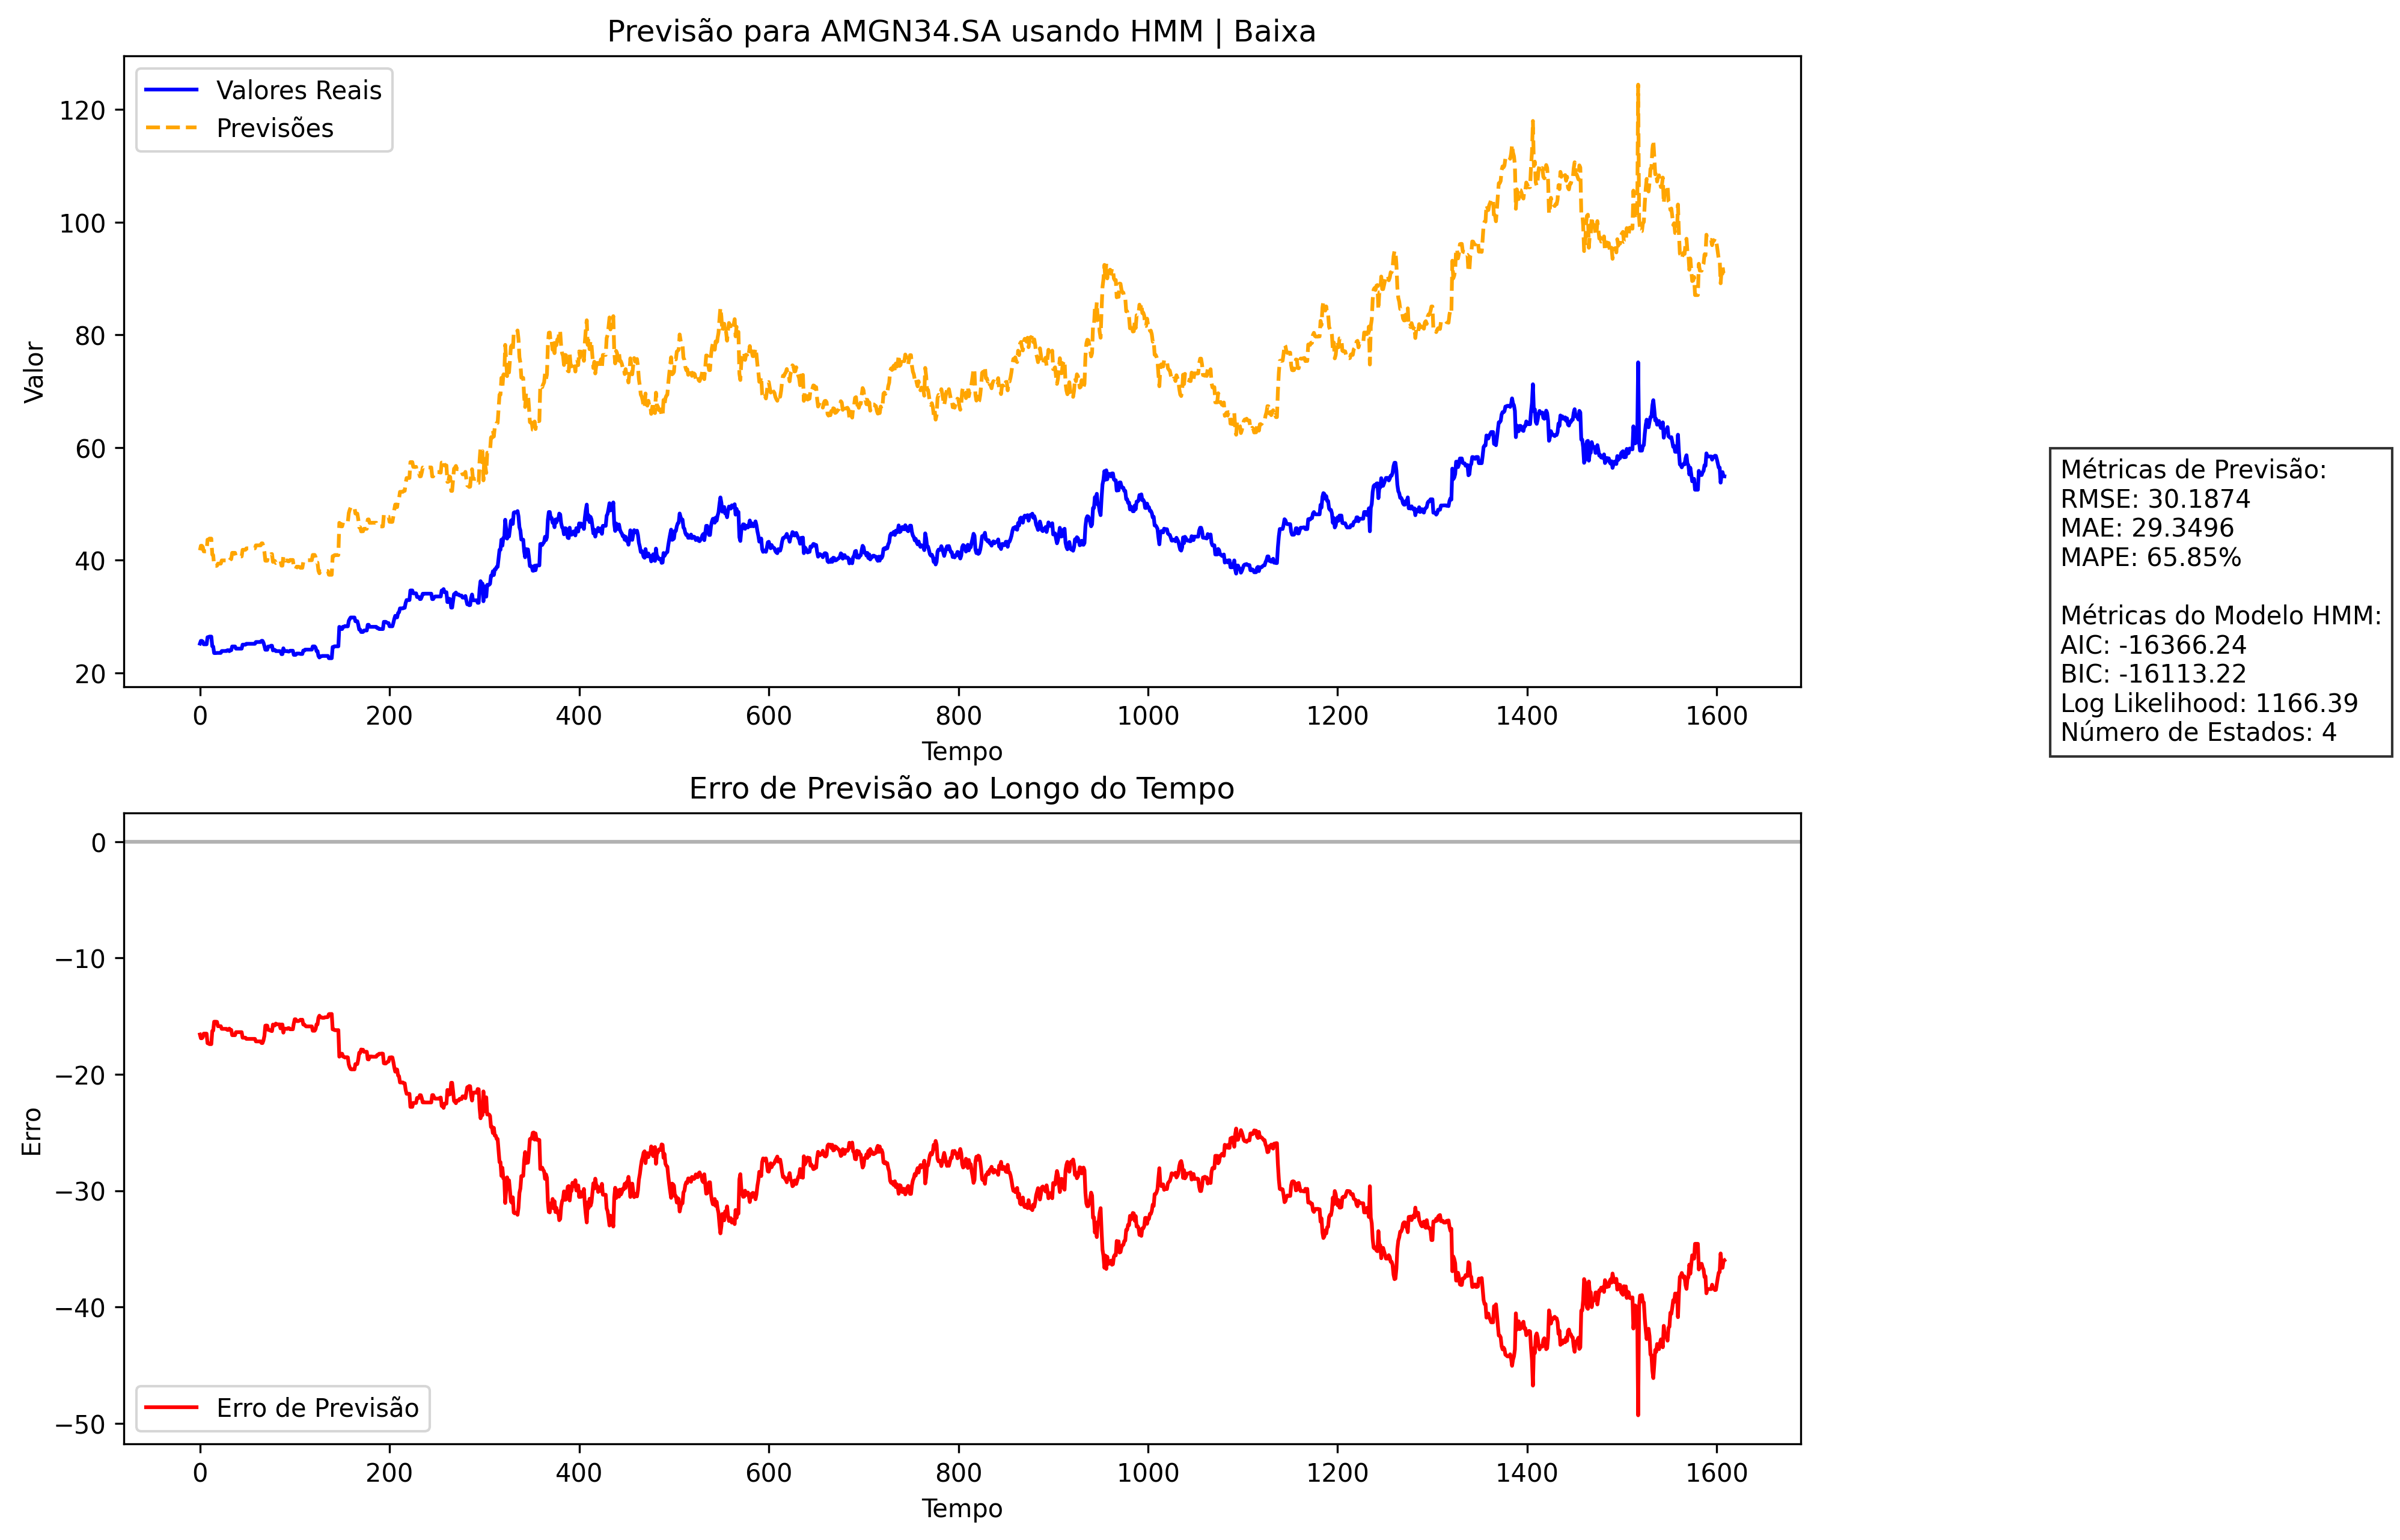 Previsão para AMGN34.SA usando HMM | Baixa
Valores Reais
Previsões
Valor
120
100
80
60
40
20
0 200 400 600 800 1000 1200 1400 1600
Tempo
Métricas de Previsão:
RMSE: 30.1874
MAE: 29.3496
MAPE: 65.85%
Métricas do Modelo HMM:
AIC: -16366.24
BIC: -16113.22
Log Likelihood: 1166.39
Número de Estados: 4
Erro de Previsão ao Longo do Tempo
Erro
0
−10
−20
−30
−40
−50
Erro de Previsão
0 200 400 600 800 1000 1200 1400 1600
Tempo